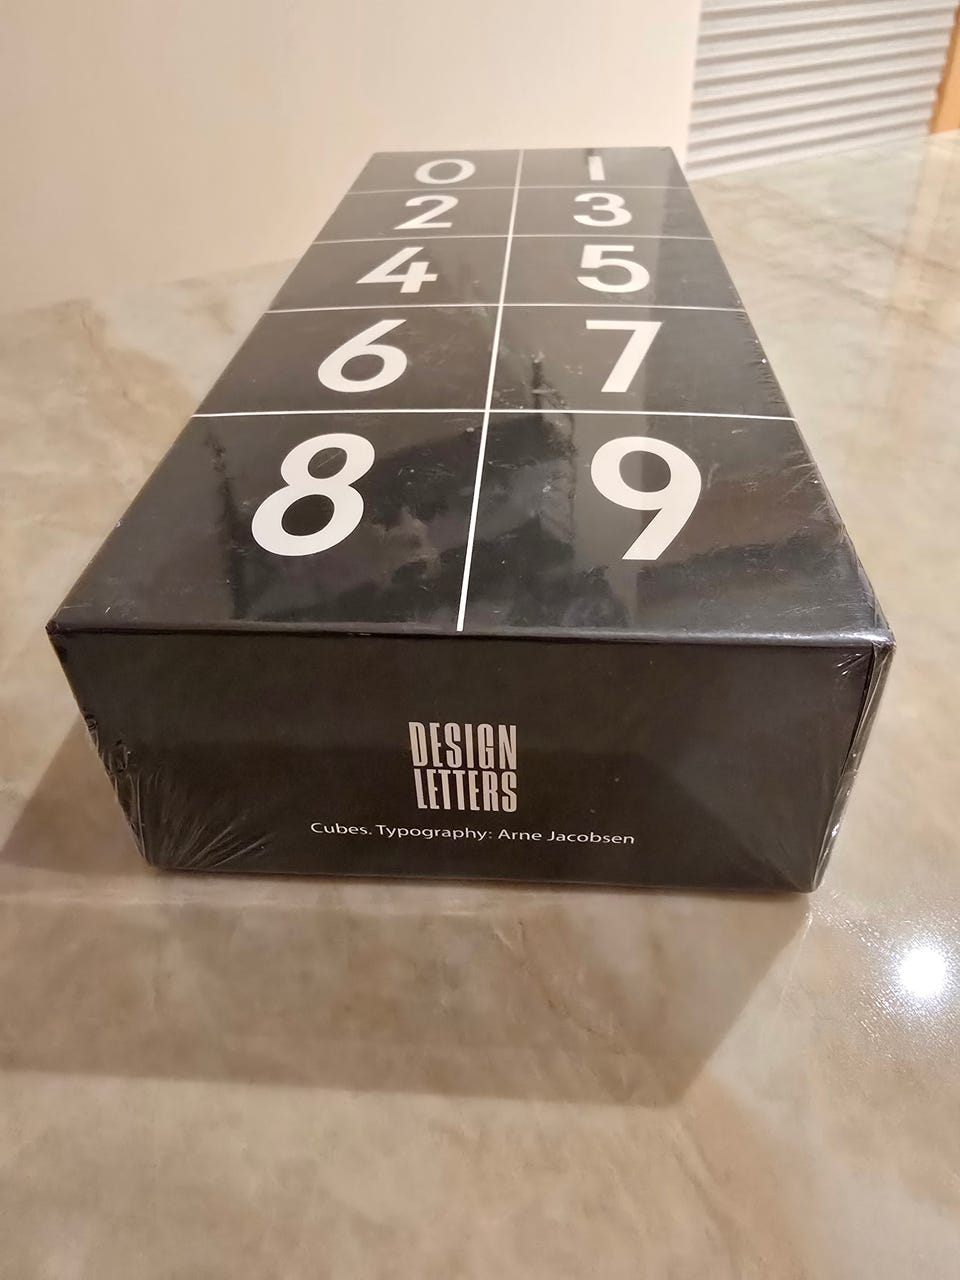 0 1
2 3
4 5
6 7
8 9
DESIGN
LETTERS
Cubes. Typography: Arne Jacobsen